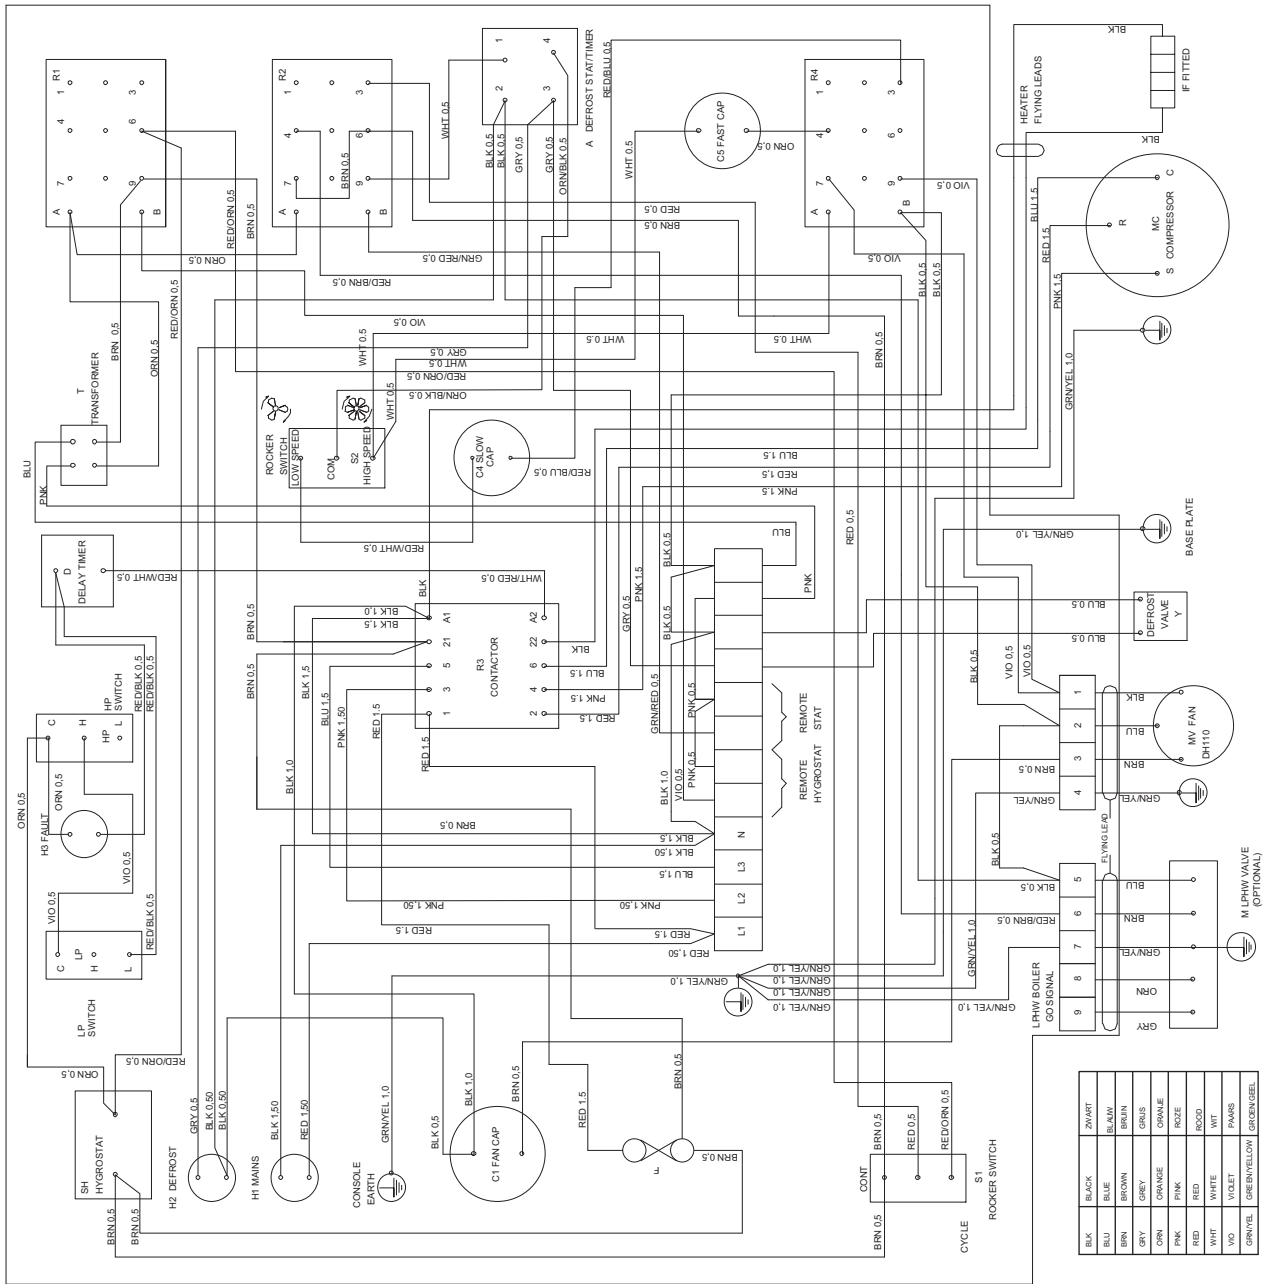 R1
1
3
4
6
7
9
A
B
R2
1
3
4
6
7
9
A
B
BRN 0,5
WHT 0.5
1
4
2
3
A DEFROST STAT/TIMER
BLK 0.5
BLK 0.5
GRY 0,5
GRY 0,5
ORN/BLK 0.5
RED/BLU 0.5
WHT 0.5
C5 FAST CAP
ORN 0,5
R4
1
3
4
6
7
9
A
B
VIO 0,5
VIO 0.5
BLK 0.5
BLK 0,5
BLK
HEATER
FLYING LEADS
IF FITTED
BLK
BLU 1.5
RED 1.5
PNK 1,5
C
R
S
MC
COMPRESSOR
GRN/YEL 1,0
RED/ORN 0,5
BRN 0,5
ORN 0.5
RED 0.5
BRN 0.5
GRN/RED 0.5
RED/BRN 0.5
RED/ORN 0,5
BRN 0,5
ORN 0.5
T
TRANSFORMER
BLU
PNK
VIO 0.5
GRY 0.5
WHT 0.5
RED/ORN 0.5
ORN/BLK 0.5
WHT 0.5
WHT 0.5
WHT 0.5
WHT 0.5
BRN 0,5
ROCKER
SWITCH
LOW SPEED
COM
S2
HIGH SPEED
C4 SLOW
CAP
RED/BLU 0,5
BLU 1.5
RED 1,5
PNK 1.5
RED/WHT 0,5
RED 0,5
BLU
GRN/YEL 1,0
BASE PLATE
D
DELAY TIMER
RED/WHT 0.5
WHT/RED 0.5
BLK
BLK 1,0
BLK 1.5
A1
21
5
3
1
A2
22
6
4
2
R3
CONTACTOR
BLK
BLU 1.5
PNK 1.5
RED 1.5
PNK 1.5
GRY 0.5
BLK 0.5
BLK 0.5
PNK
BLU 0.5
BLU 0.5
DEFROST
VALVE
Y
BRN 0,5
BRN 0.5
BLK 1,5
BLU 1,5
PNK 1,50
RED 1.5
RED 1.5
BLK 1,0
RED/BLK 0.5
RED/BLK 0,5
HP
SWITCH
C
H
L
HP
ORN 0,5
ORN 0,5
H3 FAULT
VIO 0,5
VIO 0,5
C
H
L
LP
LP
SWITCH
RED/BLK 0,5
GRN/RED 0,5
PNK 0.5
PNK 0.5
BLK 1.0
VIO 0.5
REMOTE
STAT
REMOTE
HYGROSTAT
N
L3
L2
L1
BRN 0,5
BLK 1.5
BLK 1,50
BLU 1.5
PNK 1,50
PNK 1,50
RED 1.5
RED 1.5
RED 1,50
BLK 0,5
VIO 0,5
VIO 0.5
1
2
3
4
BRN 0,5
GRN/YEL
BLK
BLU
BRN
GRN/YEL
MV FAN
DH110
FLYING LEAD
BLK 0,5
BLK 0.5
RED/BRN 0,5
GRN/YEL 1.0
5
6
7
8
9
BLU
BRN
GRN/YEL
ORN
GRY
M LPHW VALVE
(OPTIONAL)
LPHW BOILER
GO SIGNAL
GRN/YEL 1,0
GRN/YEL 1.0
GRN/YEL 1.0
GRN/YEL 1.0
GRN/YEL 1,0
GRN/YEL 1,0
ORN 0.5
RED/ORN 0.5
SH
HYGROSTAT
BRN 0,5
BRN 0,5
GRY 0.5
BLK 0,50
BLK 0,50
H2 DEFROST
BLK 1,50
RED 1,50
H1 MAINS
GRN/YEL 1,0
CONSOLE
EARTH
BLK 0,5
BLK 1,0
BRN 0,5
C1 FAN CAP
RED 1.5
BRN 0,5
F
BRN 0.5
BRN 0,5
RED 0.5
RED/ORN 0,5
CONT
S1
ROCKER SWITCH
CYCLE
BRN 0,5
BLK BLACK ZWART
BLU BLUE BLAUW
BRN BROWN BRUIN
GRY GREY GRIJS
ORN ORANGE ORANJE
PNK PINK ROZE
RED RED ROOD
WHT WHITE WIT
VIO VIOLET PAARS
GRN/YEL GREEN/YELLOW GROEN/GEEL